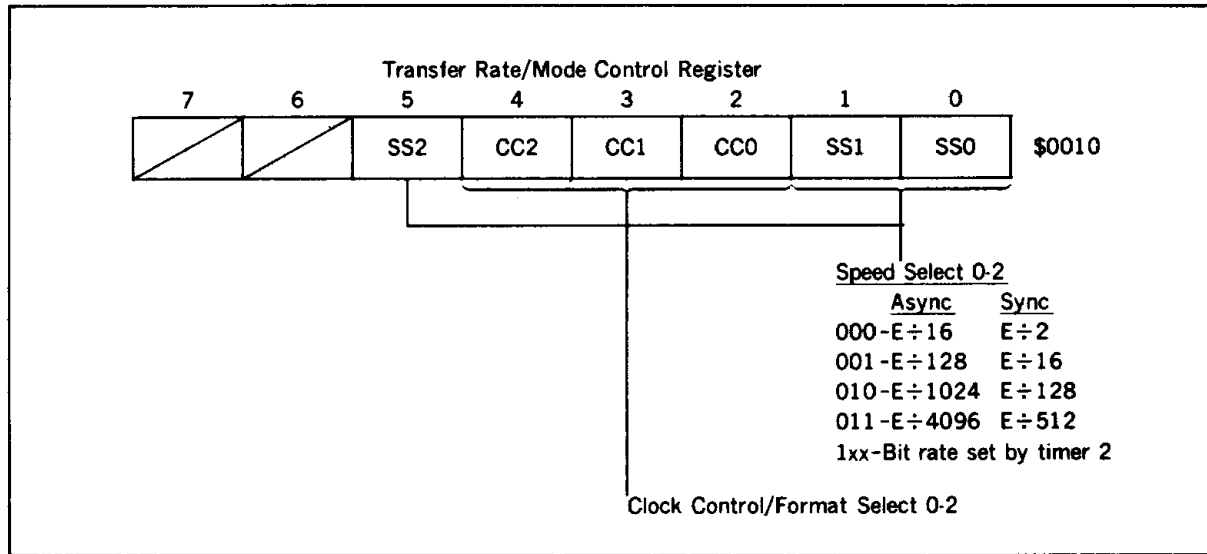 Transfer Rate/Mode Control Register
7 6 5 4 3 2 1 0
SS2 CC2 CC1 CC0 SS1 SS0 $0010
Speed Select 0-2
Async Sync
000-E÷16 E÷2
001-E÷128 E÷16
010-E÷1024 E÷128
011-E÷4096 E÷512
1xx-Bit rate set by timer 2
Clock Control/Format Select 0-2